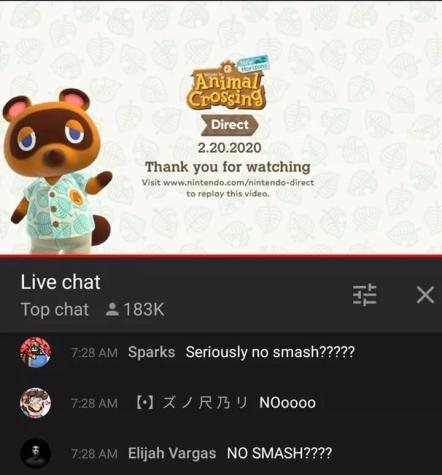 New
Horizons
Animal
Crossing
Direct
2.20.2020
Thank you for watching
Visit www.nintendo.com/nintendo-direct
to replay this video.
Live chat
Top chat 183K
7:28 AM Sparks Seriously no smash?????
7:28 AM 【•】ズノ尺乃リ NOoooo
7:28 AM Elijah Vargas NO SMASH????